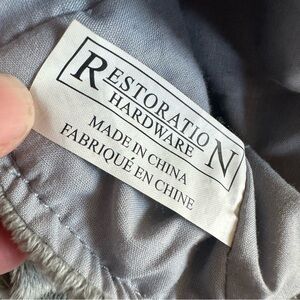 RESTORATION
HARDWARE
MADE IN CHINA
FABRIQUÉ EN CHINE